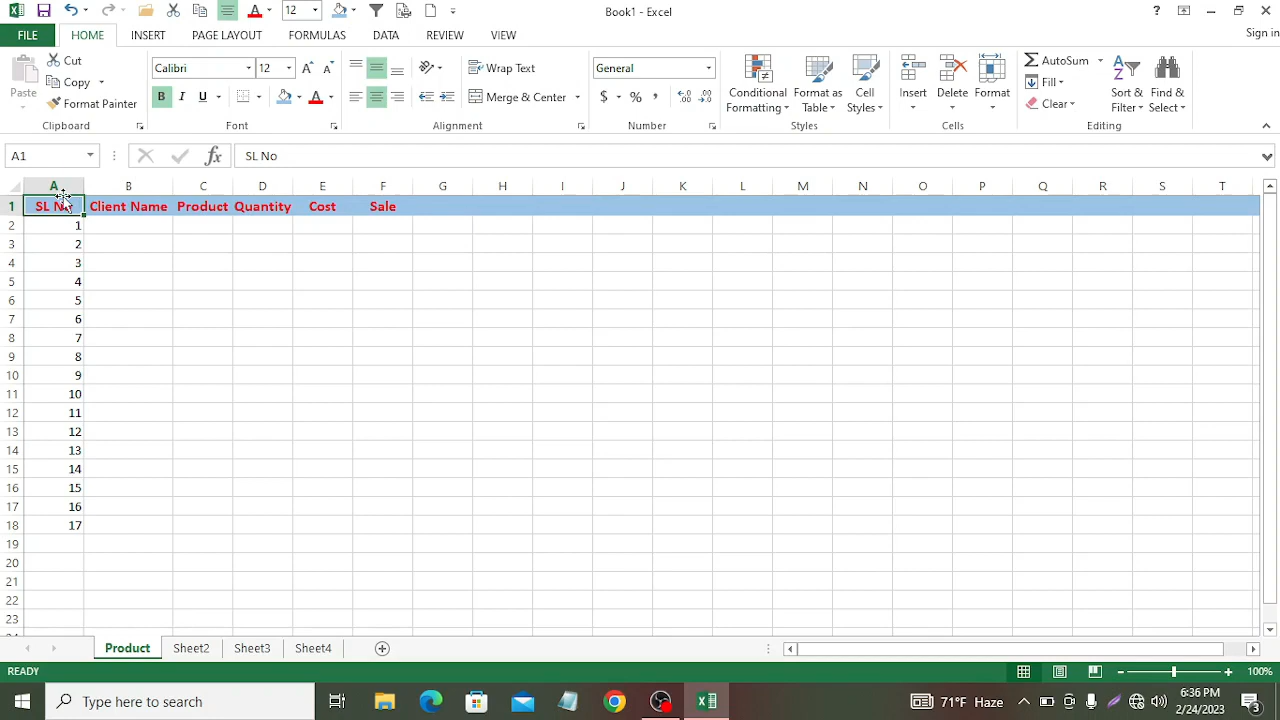 12
Book1 - Excel
?
FILE HOME INSERT PAGE LAYOUT FORMULAS DATA REVIEW VIEW
Sign in
Paste
Cut
Copy
Format Painter
Clipboard
Calibri 12
B I U
Font
Wrap Text
Merge & Center
Alignment
General
$ % ,
Number
Conditional Formatting
Format as Table
Cell Styles
Styles
Insert
Delete
Format
Cells
AutoSum
Fill
Clear
Sort & Filter
Find & Select
Editing
A1 fx SL No
A B C D E F G H I J K L M N O P Q R S T
1 SL No Client Name Product Quantity Cost Sale
2 1
3 2
4 3
5 4
6 5
7 6
8 7
9 8
10 9
11 10
12 11
13 12
14 13
15 14
16 15
17 16
18 17
19
20
21
22
23
Product Sheet2 Sheet3 Sheet4
READY
100%
Type here to search
71°F Haze
6:36 PM
2/24/2023
3